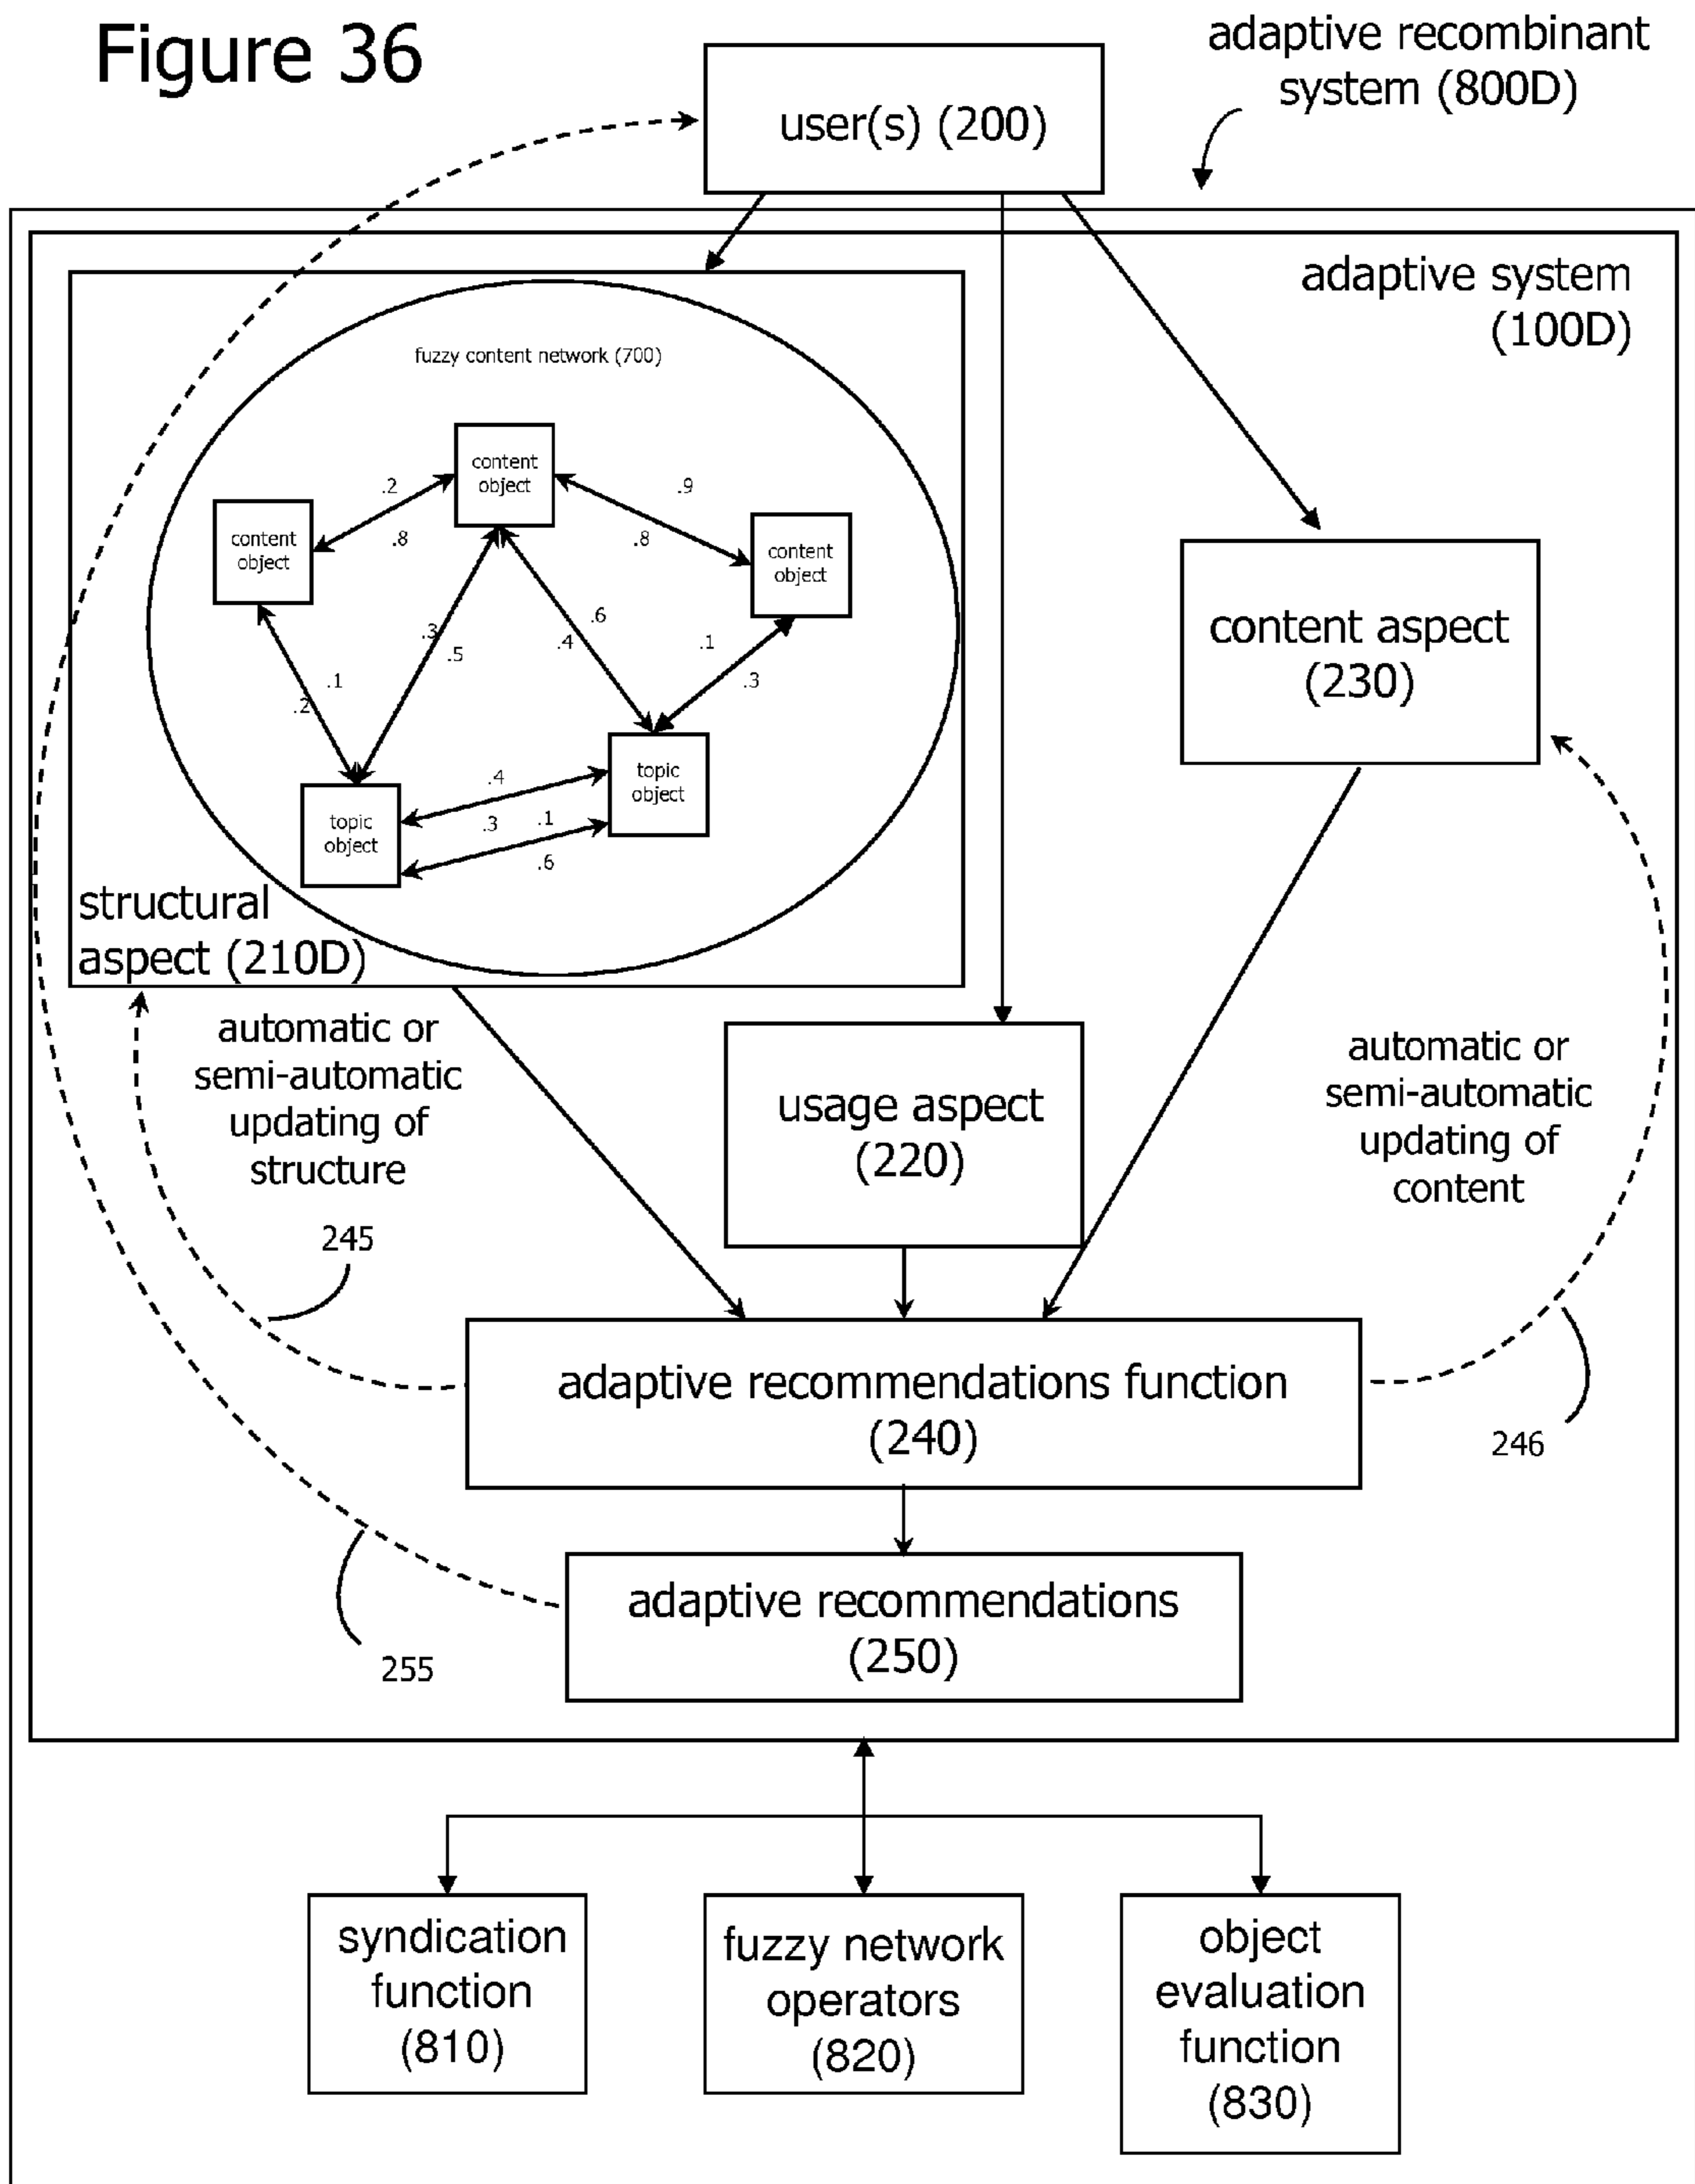 Figure 36
adaptive recombinant
system (800D)
user(s) (200)
adaptive system
(100D)
fuzzy content network (700)
content
object
.2
.9
content
object
.8
.8
content
object
content aspect
(230)
.6
.3
.4
.1
.5
.1
.3
.2
topic
object
.4
topic
object
.3
.1
.6
structural
aspect (210D)
automatic or
semi-automatic
updating of
structure
usage aspect
(220)
automatic or
semi-automatic
updating of
content
245
adaptive recommendations function
(240)
246
adaptive recommendations
(250)
255
syndication
function
(810)
fuzzy network
operators
(820)
object
evaluation
function
(830)